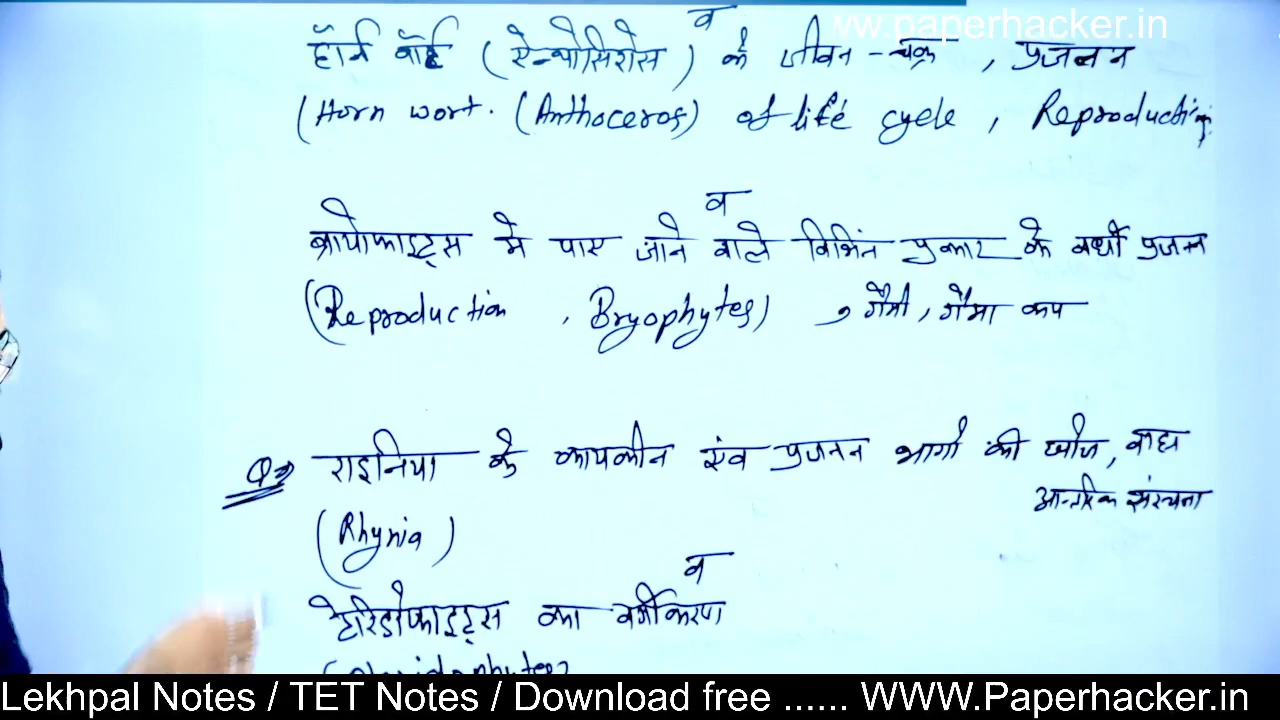 www.paperhacker.in
व
हॉर्न वॉर्ट (ऐन्थोसिरोस) के जीवन-चक्र, प्रजनन
(Horn wort. (Anthoceros) of life cycle, Reproduction
व
ब्रायोफाइट्स मे पाए जाने वाले विभिंन प्रकार के वर्धी प्रजनन
(Reproduction, Bryophytes), गैमी, गैमा कप
Q⇒ राइनिया के कायकीन एंव प्रजनन भागों की खोज, वाह्य
आन्तरिक संरचना
(Rhynia)
व
टेरिडोफाइट्स का वर्गीकरण
Lekhpal Notes / TET Notes / Download free ...... WWW.Paperhacker.in